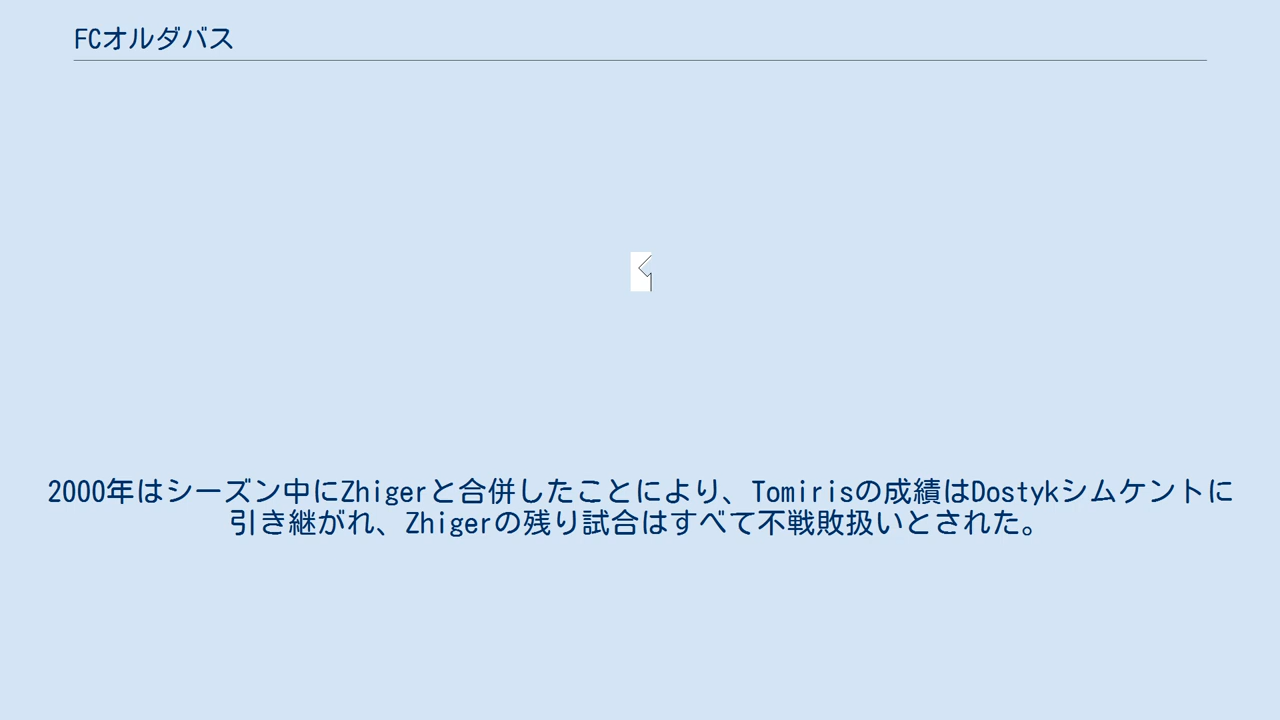 FCオルダバス
2000年はシーズン中にZhigerと合併したことにより、Tomirisの成績はDostykシムケントに
引き継がれ、Zhigerの残り試合はすべて不戦敗扱いとされた。